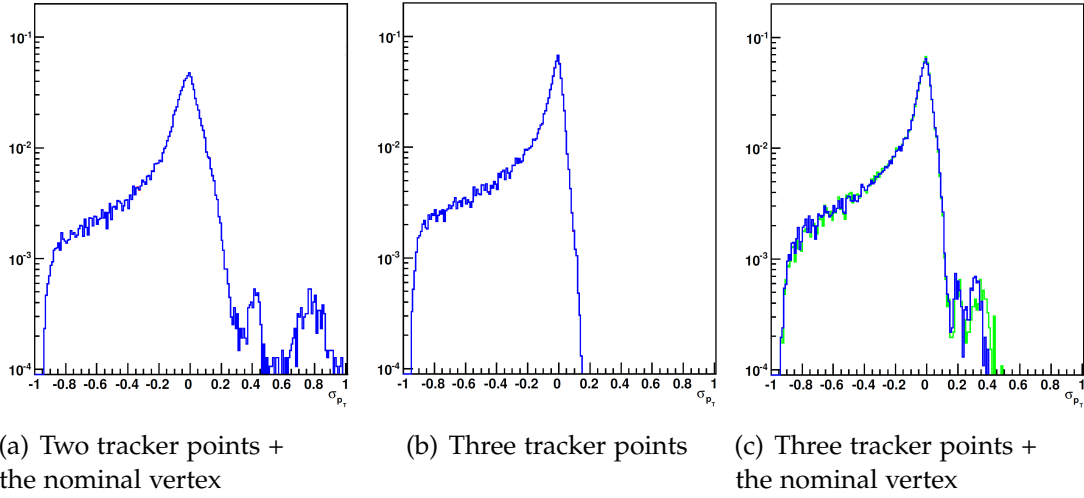 10⁻¹
10⁻²
10⁻³
10⁻⁴
-1 -0.8 -0.6 -0.4 -0.2 0 0.2 0.4 0.6 0.8 1
σ_{p_T}
10⁻¹
10⁻²
10⁻³
10⁻⁴
-1 -0.8 -0.6 -0.4 -0.2 0 0.2 0.4 0.6 0.8 1
σ_{p_T}
10⁻¹
10⁻²
10⁻³
10⁻⁴
-1 -0.8 -0.6 -0.4 -0.2 0 0.2 0.4 0.6 0.8 1
σ_{p_T}
(a) Two tracker points +
the nominal vertex
(b) Three tracker points
(c) Three tracker points +
the nominal vertex